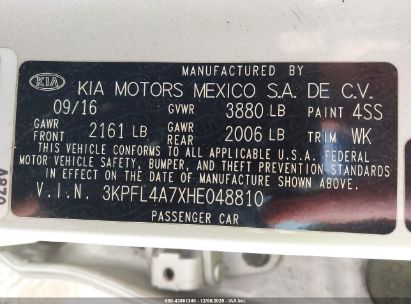 MANUFACTURED BY
KIA KIA MOTORS MEXICO S.A. DE C.V.
09/16 GVWR 3880 LB PAINT 4SS
GAWR FRONT 2161 LB GAWR REAR 2006 LB TRIM WK
THIS VEHICLE CONFORMS TO ALL APPLICABLE U.S.A. FEDERAL
MOTOR VEHICLE SAFETY, BUMPER, AND THEFT PREVENTION STANDARDS
IN EFFECT ON THE DATE OF MANUFACTURE SHOWN ABOVE.
V.I.N. 3KPFL4A7XHE048810
PASSENGER CAR